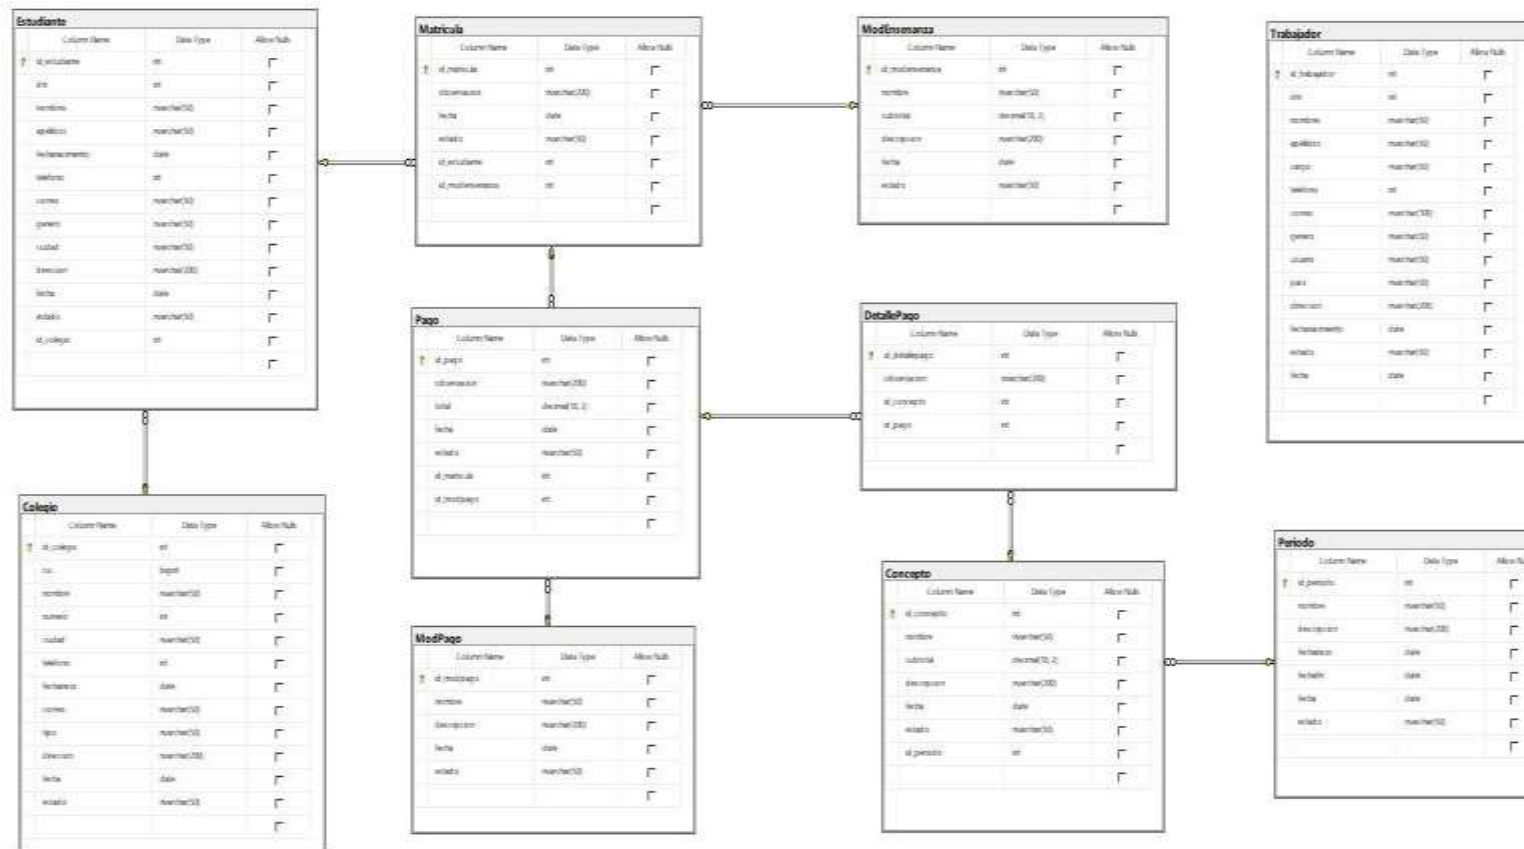 Estudiante
Column Name Data Type Allow Nulls
id_estudiante int
dni int
nombres nvarchar(50)
apellidos nvarchar(50)
fechanacimiento date
telefono int
correo nvarchar(50)
genero nvarchar(50)
ciudad nvarchar(50)
direccion nvarchar(200)
fecha date
estado nvarchar(50)
id_colegio int
Matricula
Column Name Data Type Allow Nulls
id_matricula int
observacion nvarchar(200)
fecha date
estado nvarchar(50)
id_estudiante int
id_modensenanza int
ModEnsenanza
Column Name Data Type Allow Nulls
id_modensenanza int
nombre nvarchar(50)
subtotal decimal(10, 2)
descripcion nvarchar(200)
fecha date
estado nvarchar(50)
Trabajador
Column Name Data Type Allow Nulls
id_trabajador int
dni int
nombres nvarchar(50)
apellidos nvarchar(50)
cargo nvarchar(50)
telefono int
correo nvarchar(100)
genero nvarchar(50)
usuario nvarchar(50)
pass nvarchar(50)
direccion nvarchar(200)
fechanacimiento date
estado nvarchar(50)
fecha date
Pago
Column Name Data Type Allow Nulls
id_pago int
observacion nvarchar(200)
total decimal(10, 2)
fecha date
estado nvarchar(50)
id_matricula int
id_modpago int
DetallePago
Column Name Data Type Allow Nulls
id_detallepago int
observacion nvarchar(200)
id_concepto int
id_pago int
Colegio
Column Name Data Type Allow Nulls
id_colegio int
ruc bigint
nombre nvarchar(50)
numero int
ciudad nvarchar(50)
telefono int
date
correo nvarchar(50)
tipo nvarchar(50)
direccion nvarchar(200)
fecha date
estado nvarchar(50)
ModPago
Column Name Data Type Allow Nulls
id_modpago int
nombre nvarchar(50)
descripcion nvarchar(200)
fecha date
estado nvarchar(50)
Concepto
Column Name Data Type Allow Nulls
id_concepto int
nombre nvarchar(50)
subtotal decimal(10, 2)
descripcion nvarchar(200)
fecha date
estado nvarchar(50)
id_periodo int
Periodo
Column Name Data Type Allow Nu
id_periodo int
nombre nvarchar(50)
descripcion nvarchar(200)
fechainicio date
fechafin date
fecha date
estado nvarchar(50)